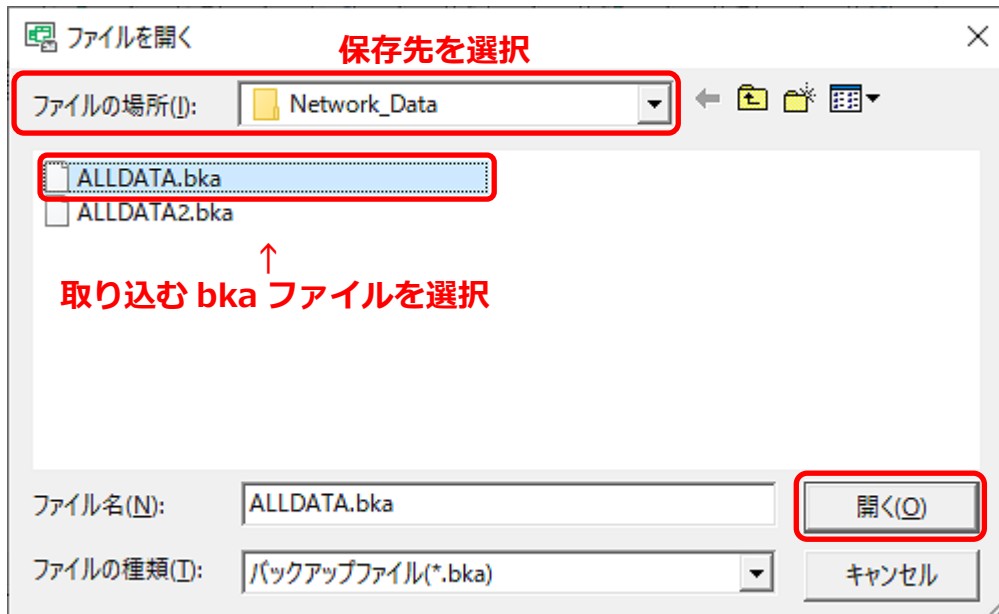 ファイルを開く
保存先を選択
ファイルの場所(I): Network_Data
ALLDATA.bka
ALLDATA2.bka
↑
取り込む bka ファイルを選択
ファイル名(N): ALLDATA.bka 開く(O)
ファイルの種類(T): バックアップファイル(*.bka) キャンセル